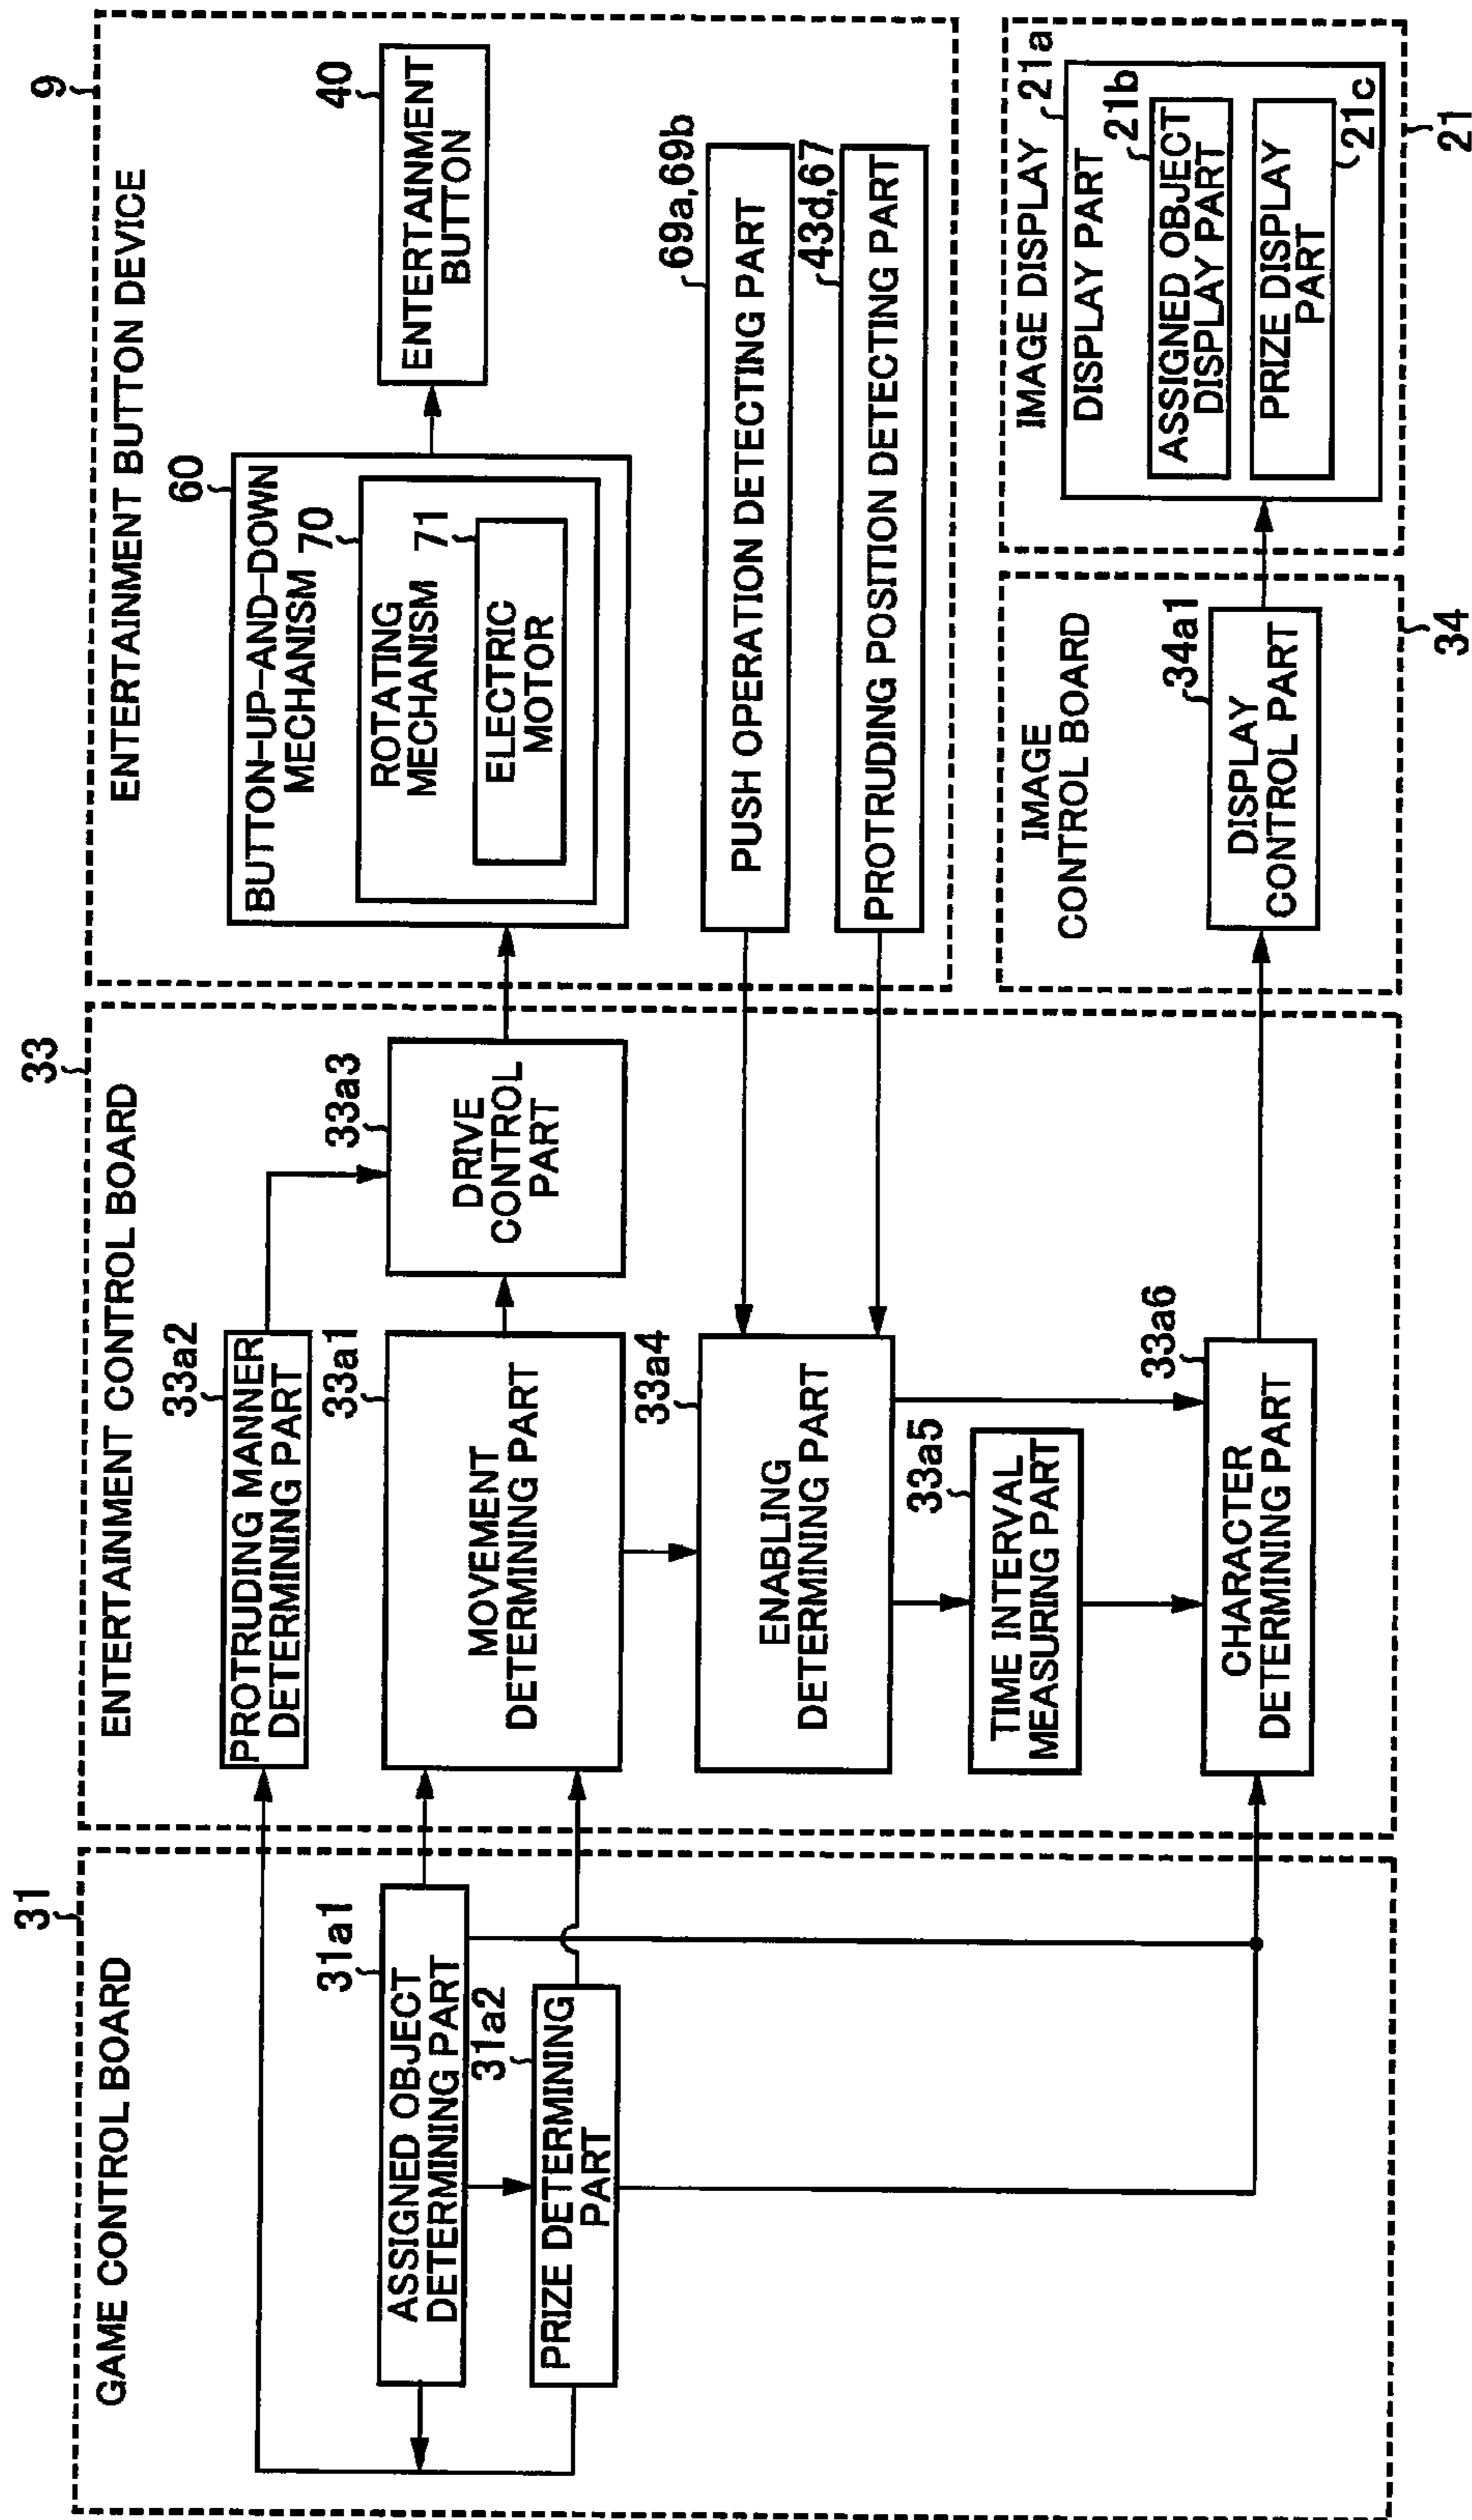 31
GAME CONTROL BOARD
31a1
ASSIGNED OBJECT
DETERMINING PART
31a2
PRIZE DETERMINING
PART
33
ENTERTAINMENT CONTROL BOARD
33a2
PROTRUDING MANNER
DETERMINING PART
33a1
MOVEMENT
DETERMINING PART
33a3
DRIVE
CONTROL
PART
33a4
ENABLING
DETERMINING PART
33a5
TIME INTERVAL
MEASURING PART
33a6
CHARACTER
DETERMINING PART
9
ENTERTAINMENT BUTTON DEVICE
60
BUTTON-UP-AND-DOWN
MECHANISM
70
ROTATING
MECHANISM
71
ELECTRIC
MOTOR
40
ENTERTAINMENT
BUTTON
69a,69b
PUSH OPERATION DETECTING PART
43d,67
PROTRUDING POSITION DETECTING PART
IMAGE
CONTROL BOARD
34a1
DISPLAY
CONTROL PART
34
IMAGE DISPLAY
21a
DISPLAY PART
21b
ASSIGNED OBJECT
DISPLAY PART
PRIZE DISPLAY
PART
21c
21